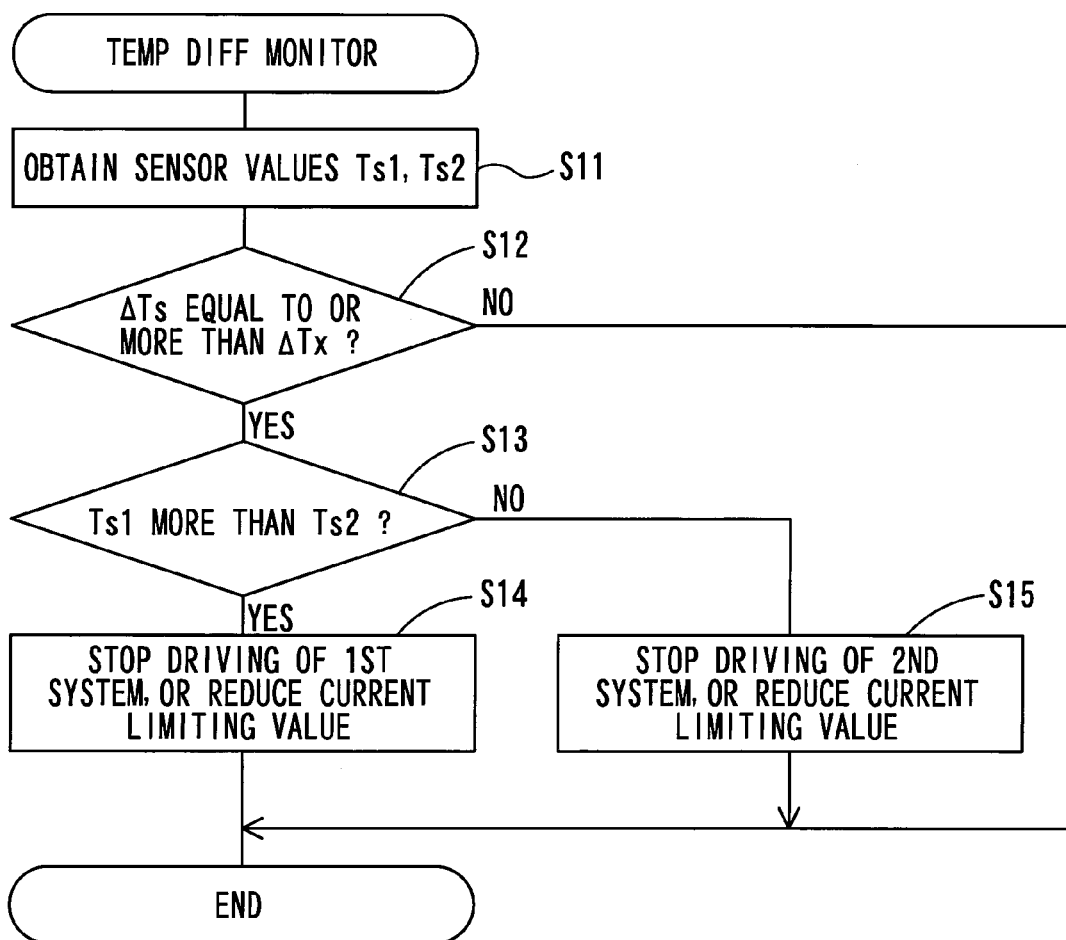 TEMP DIFF MONITOR
OBTAIN SENSOR VALUES Ts1, Ts2
S11
S12
ΔTs EQUAL TO OR
MORE THAN ΔTx ?
NO
YES
S13
Ts1 MORE THAN Ts2 ?
NO
YES
S14
STOP DRIVING OF 1ST
SYSTEM, OR REDUCE CURRENT
LIMITING VALUE
S15
STOP DRIVING OF 2ND
SYSTEM, OR REDUCE CURRENT
LIMITING VALUE
END